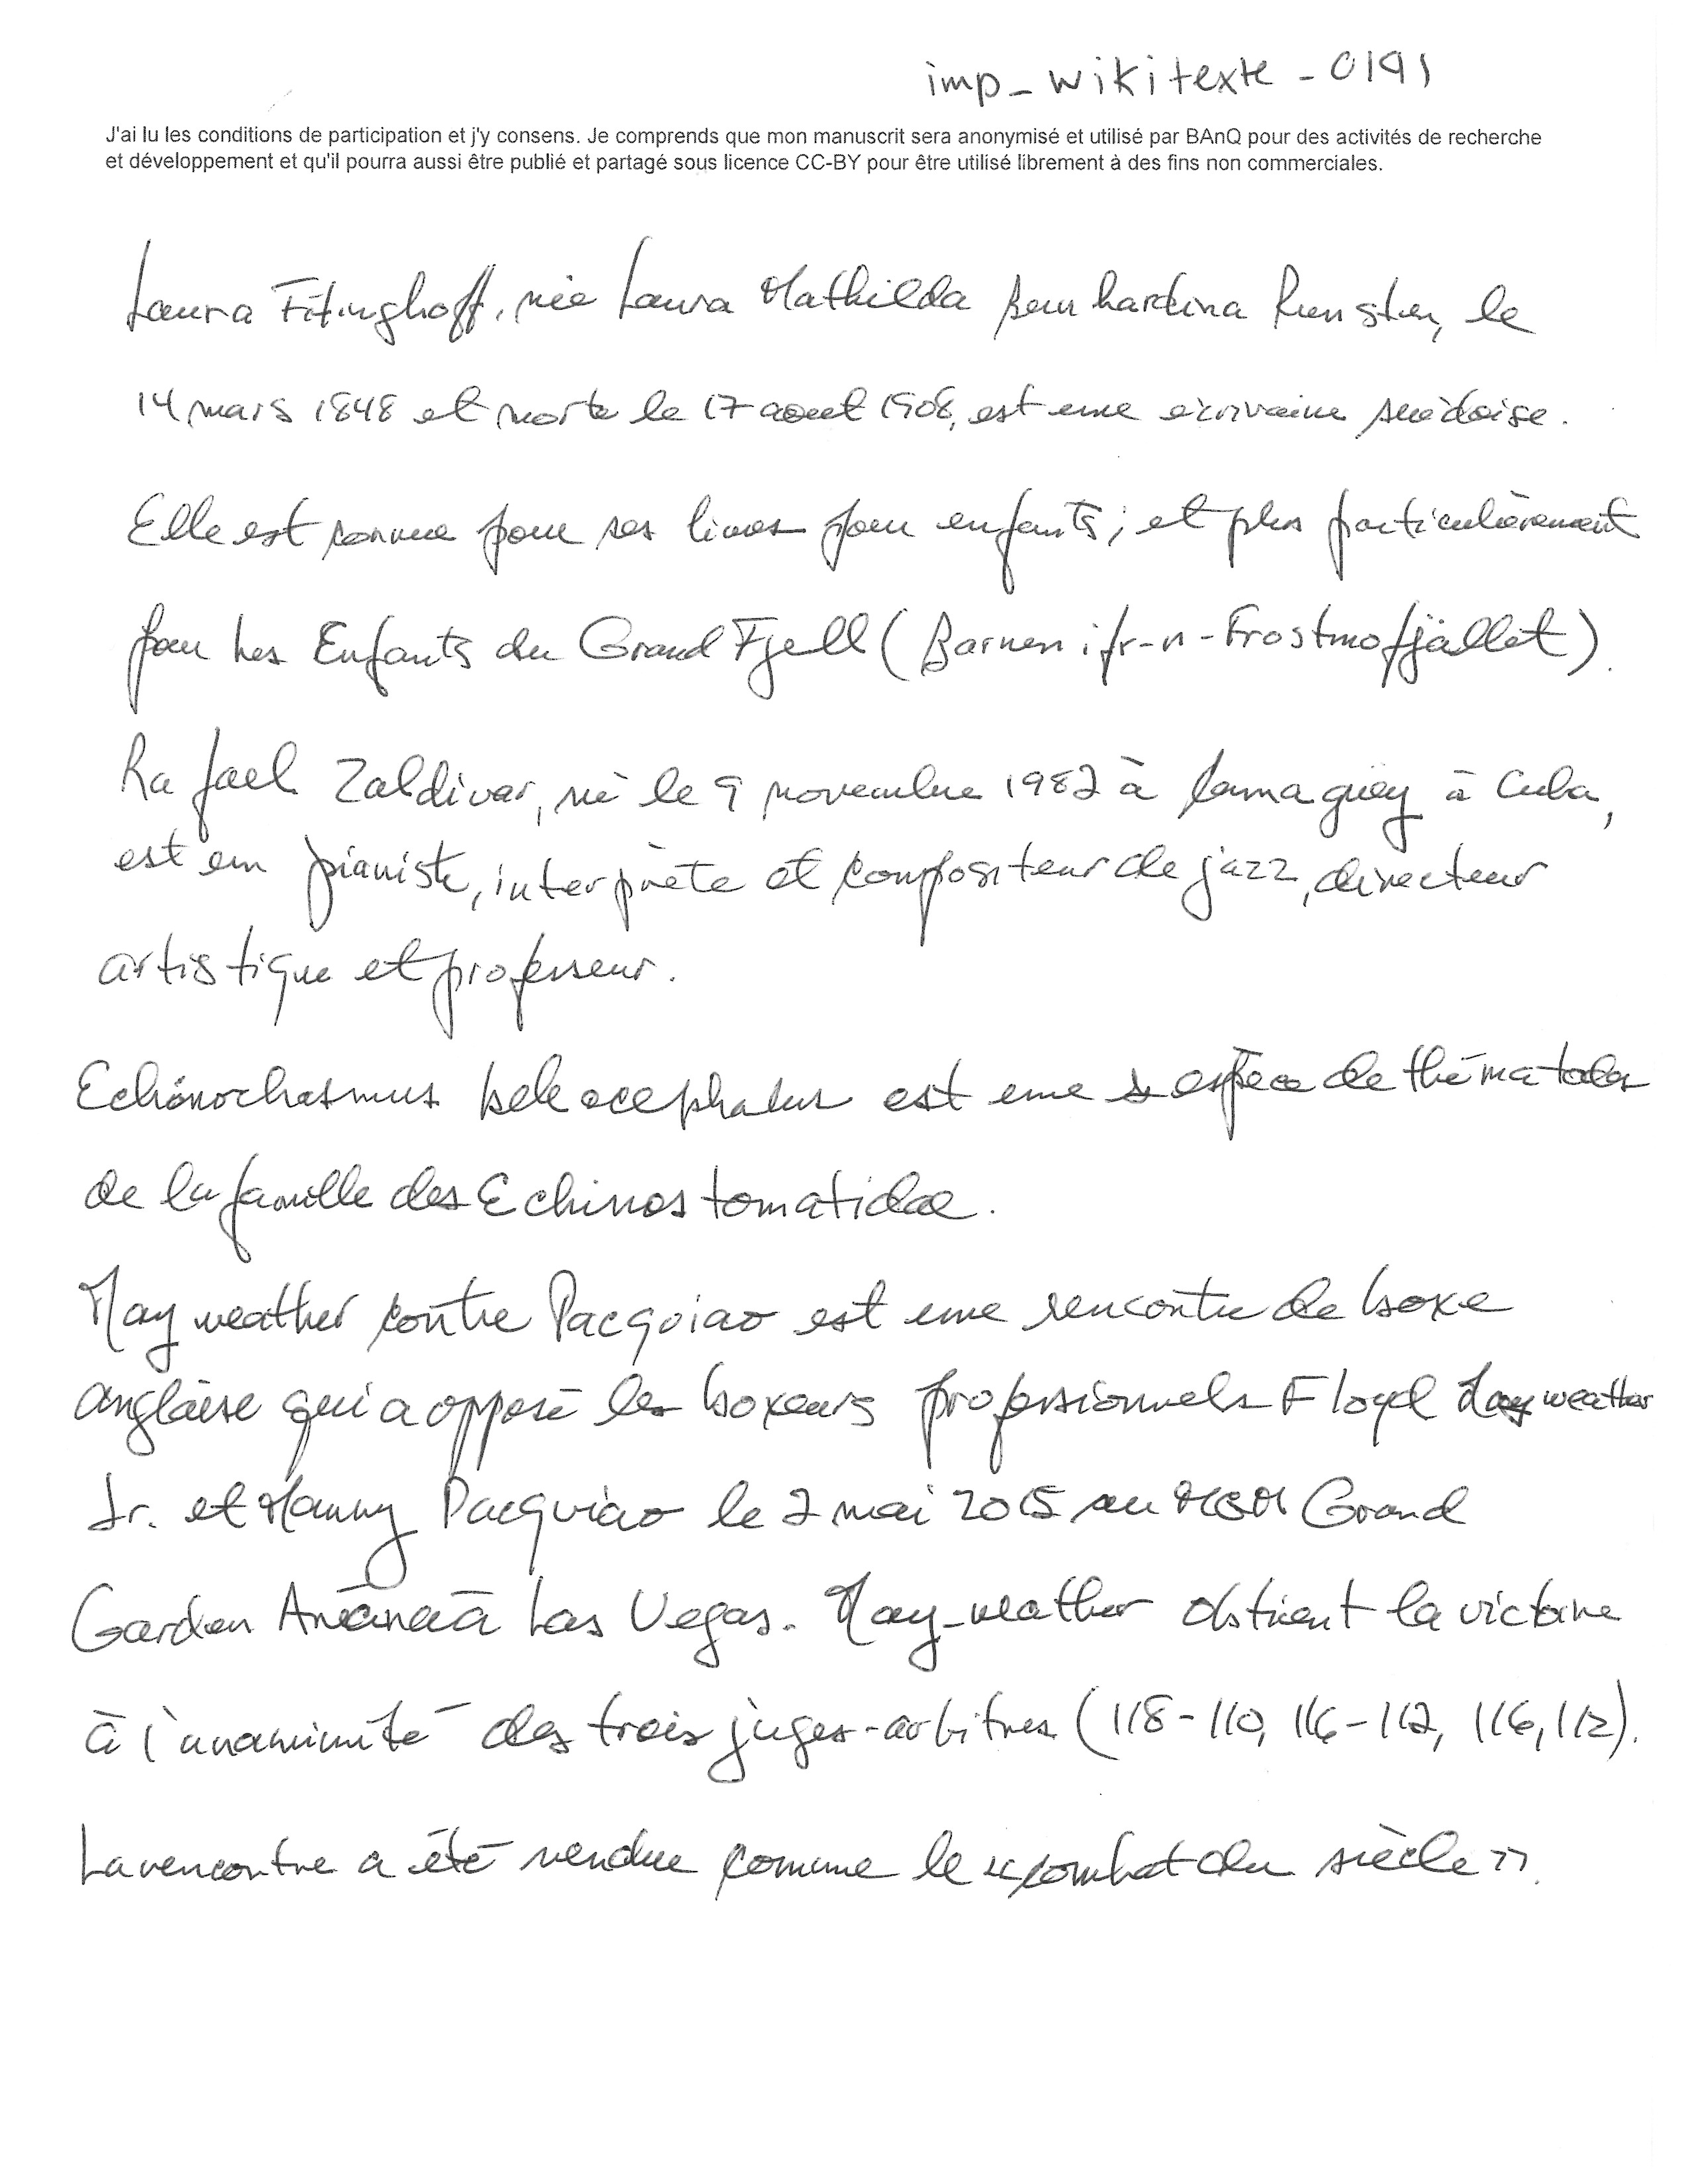 imp_wikitexte_0191
J'ai lu les conditions de participation et j'y consens. Je comprends que mon manuscrit sera anonymisé et utilisé par BAnQ pour des activités de recherche
et développement et qu'il pourra aussi être publié et partagé sous licence CC-BY pour être utilisé librement à des fins non commerciales.
Laura Fitinghoff, née Laura Mathilda Bernhardina Runsten, le
14 mars 1848 et morte le 17 aout 1908, est une écrivaine suédoise.
Elle est connue pour ses livres pour enfants; et plus particulièrement
pour Les Enfants du Grand Fjell (Barnen ifr-n-Frostmofjället).
Rafael Zaldivar, né le 9 novembre 1982 à Camagüey à Cuba,
est un pianiste, interprète et compositeur de jazz, directeur
artistique et professeur.
Echinochasmus est une espèce de thématodes
de la famille des Echinostomatidae.
Mayweather contre Pacquiao est une rencontre de boxe
anglaise qui a opposé les boxeurs professionnels Floyd Mayweather
Jr. et Manny Pacquiao le 2 mai 2015 au MGM Grand
Garden à Las Vegas. May-weather obtient la victoire
à l'unanimité des trois juges-arbitres (118-110, 116-112, 116,112).
La rencontre a été vendue comme le «combat du siècle».